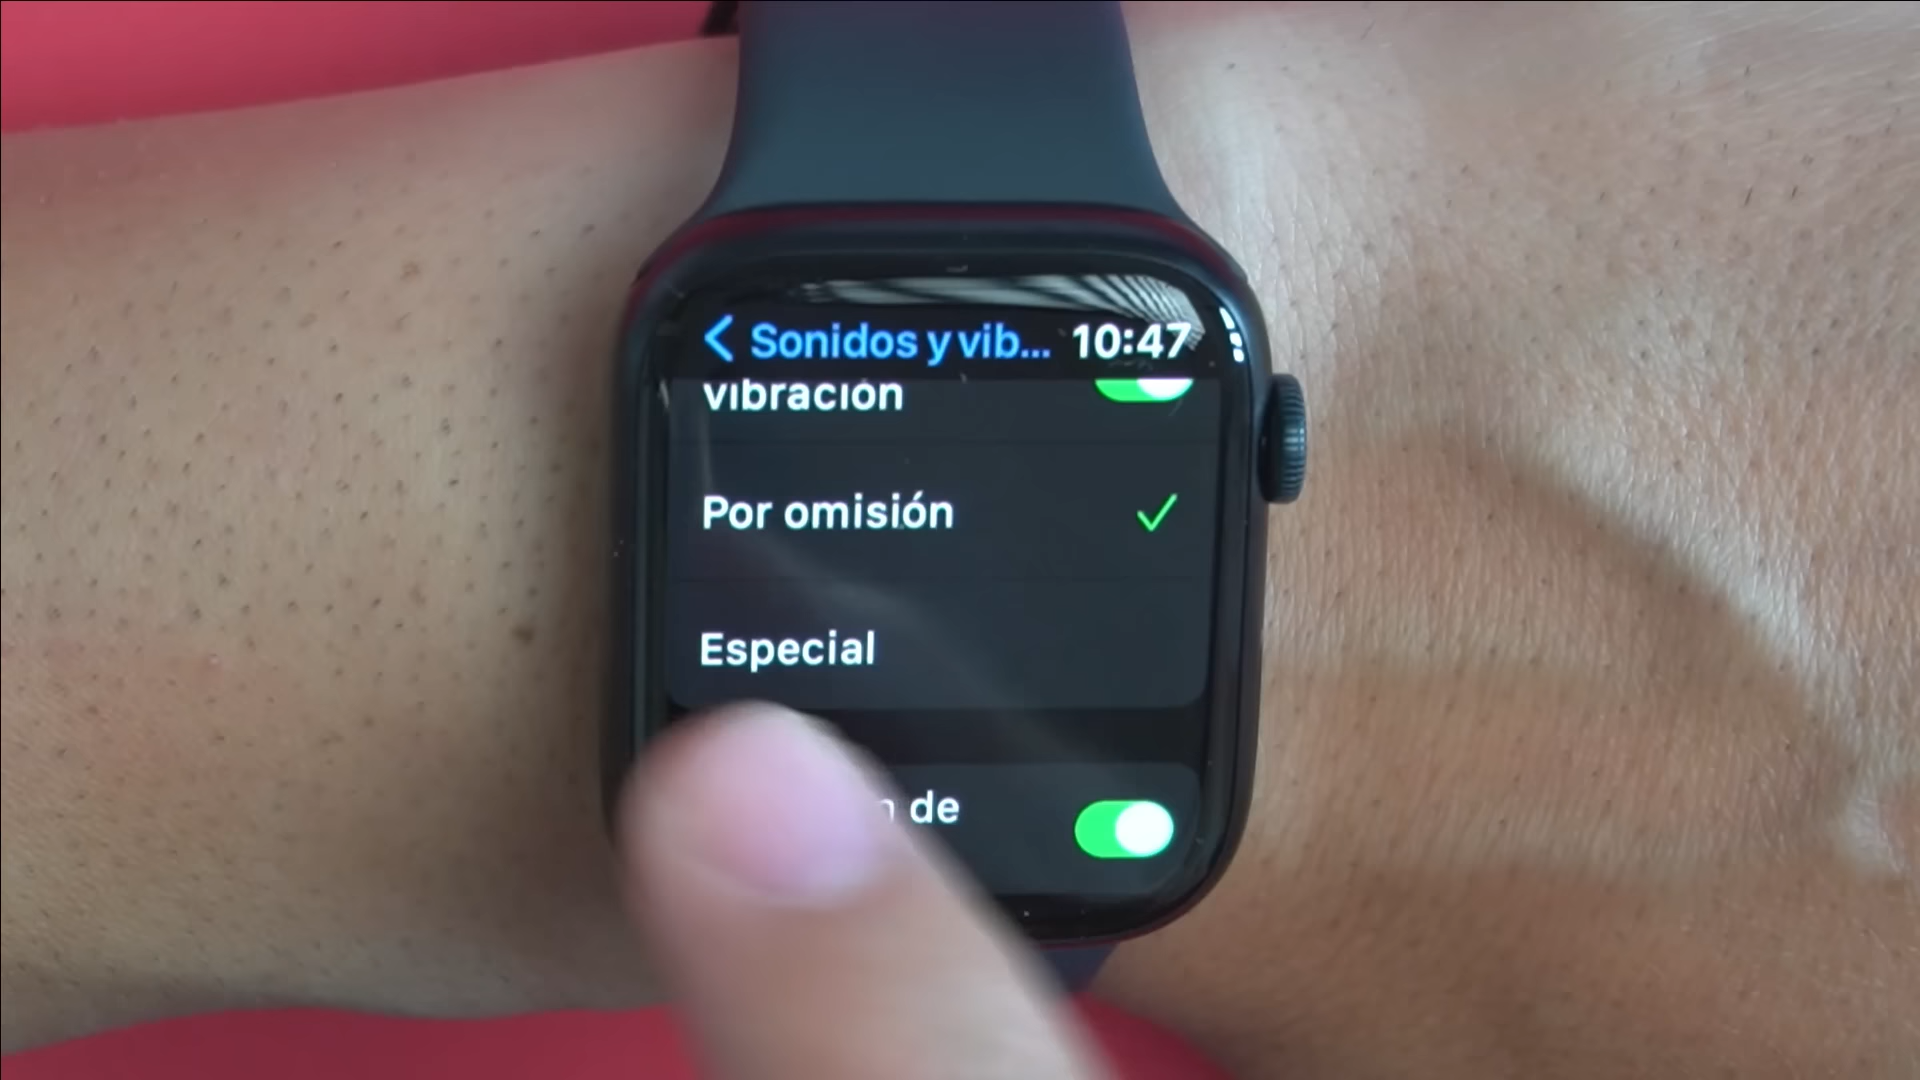 Sonidos y vib... 10:47
vibración
Por omisión
Especial
de